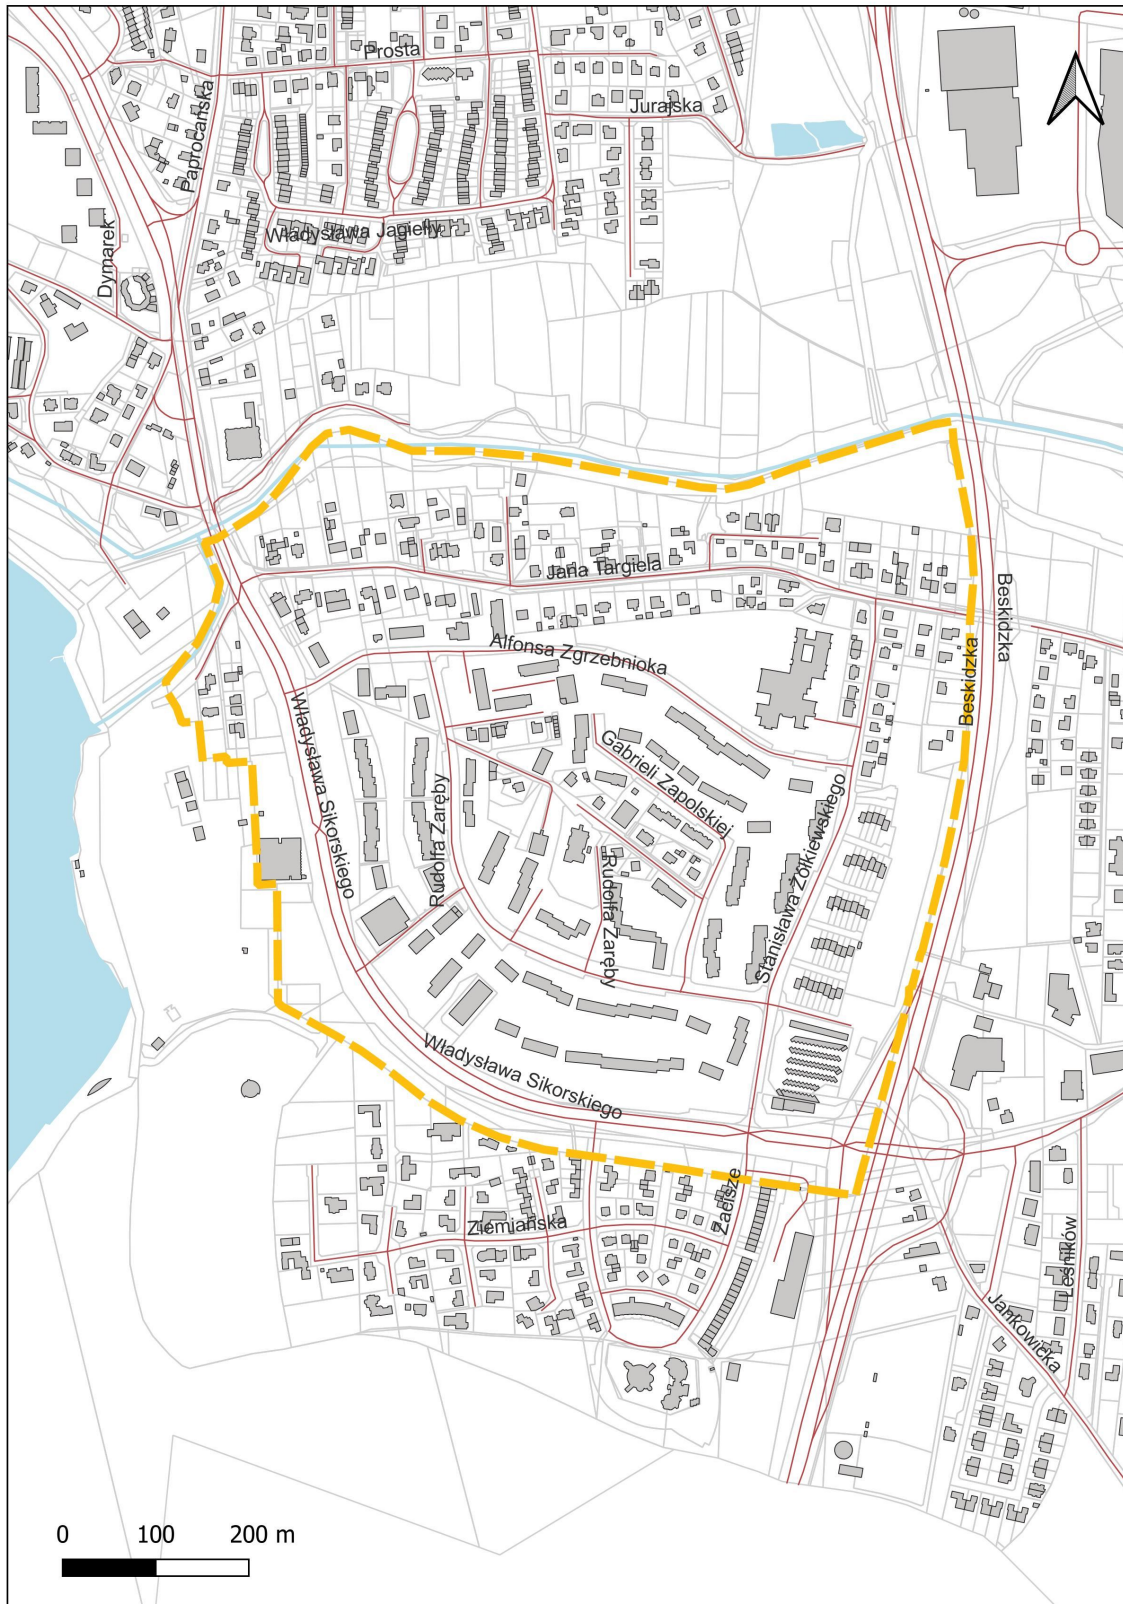 Prosta
Jurajska
Paprocańska
Władysława Jagiełły
Dymarek
Jana Targiela
Beskidzka
Alfonsa Zgrzebnioka
Beskidzka
Władysława Sikorskiego
Gabrieli Zapolskiej
Rudolfa Zaręby
Stanisława Żółkiewskiego
Rudolfa Zaręby
Władysława Sikorskiego
Zacisze
Ziemiańska
Leśników
Jankowicka
0 100 200 m